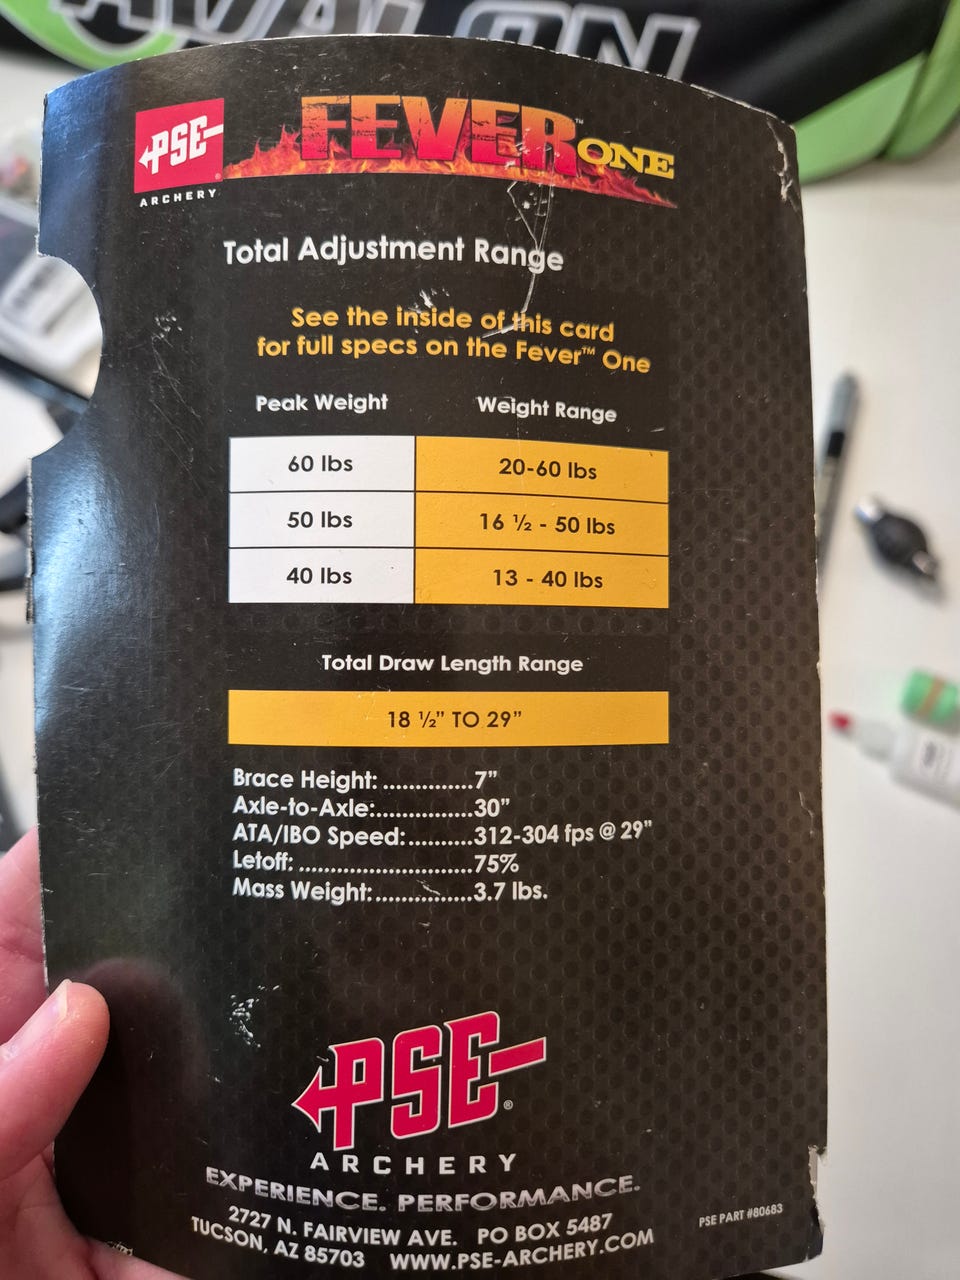 AVALON
PSE
ARCHERY
FEVER™ ONE
Total Adjustment Range
See the inside of this card
for full specs on the Fever™ One
Peak Weight Weight Range
60 lbs 20-60 lbs
50 lbs 16 ½ - 50 lbs
40 lbs 13 - 40 lbs
Total Draw Length Range
18 ½” TO 29”
Brace Height:...............7”
Axle-to-Axle:...............30”
ATA/IBO Speed:..........312-304 fps @ 29”
Letoff: ..........................75%
Mass Weight:...............3.7 lbs.
PSE®
ARCHERY
EXPERIENCE. PERFORMANCE.
2727 N. FAIRVIEW AVE. PO BOX 5487
TUCSON, AZ 85703 WWW.PSE-ARCHERY.COM
PSE PART #80683